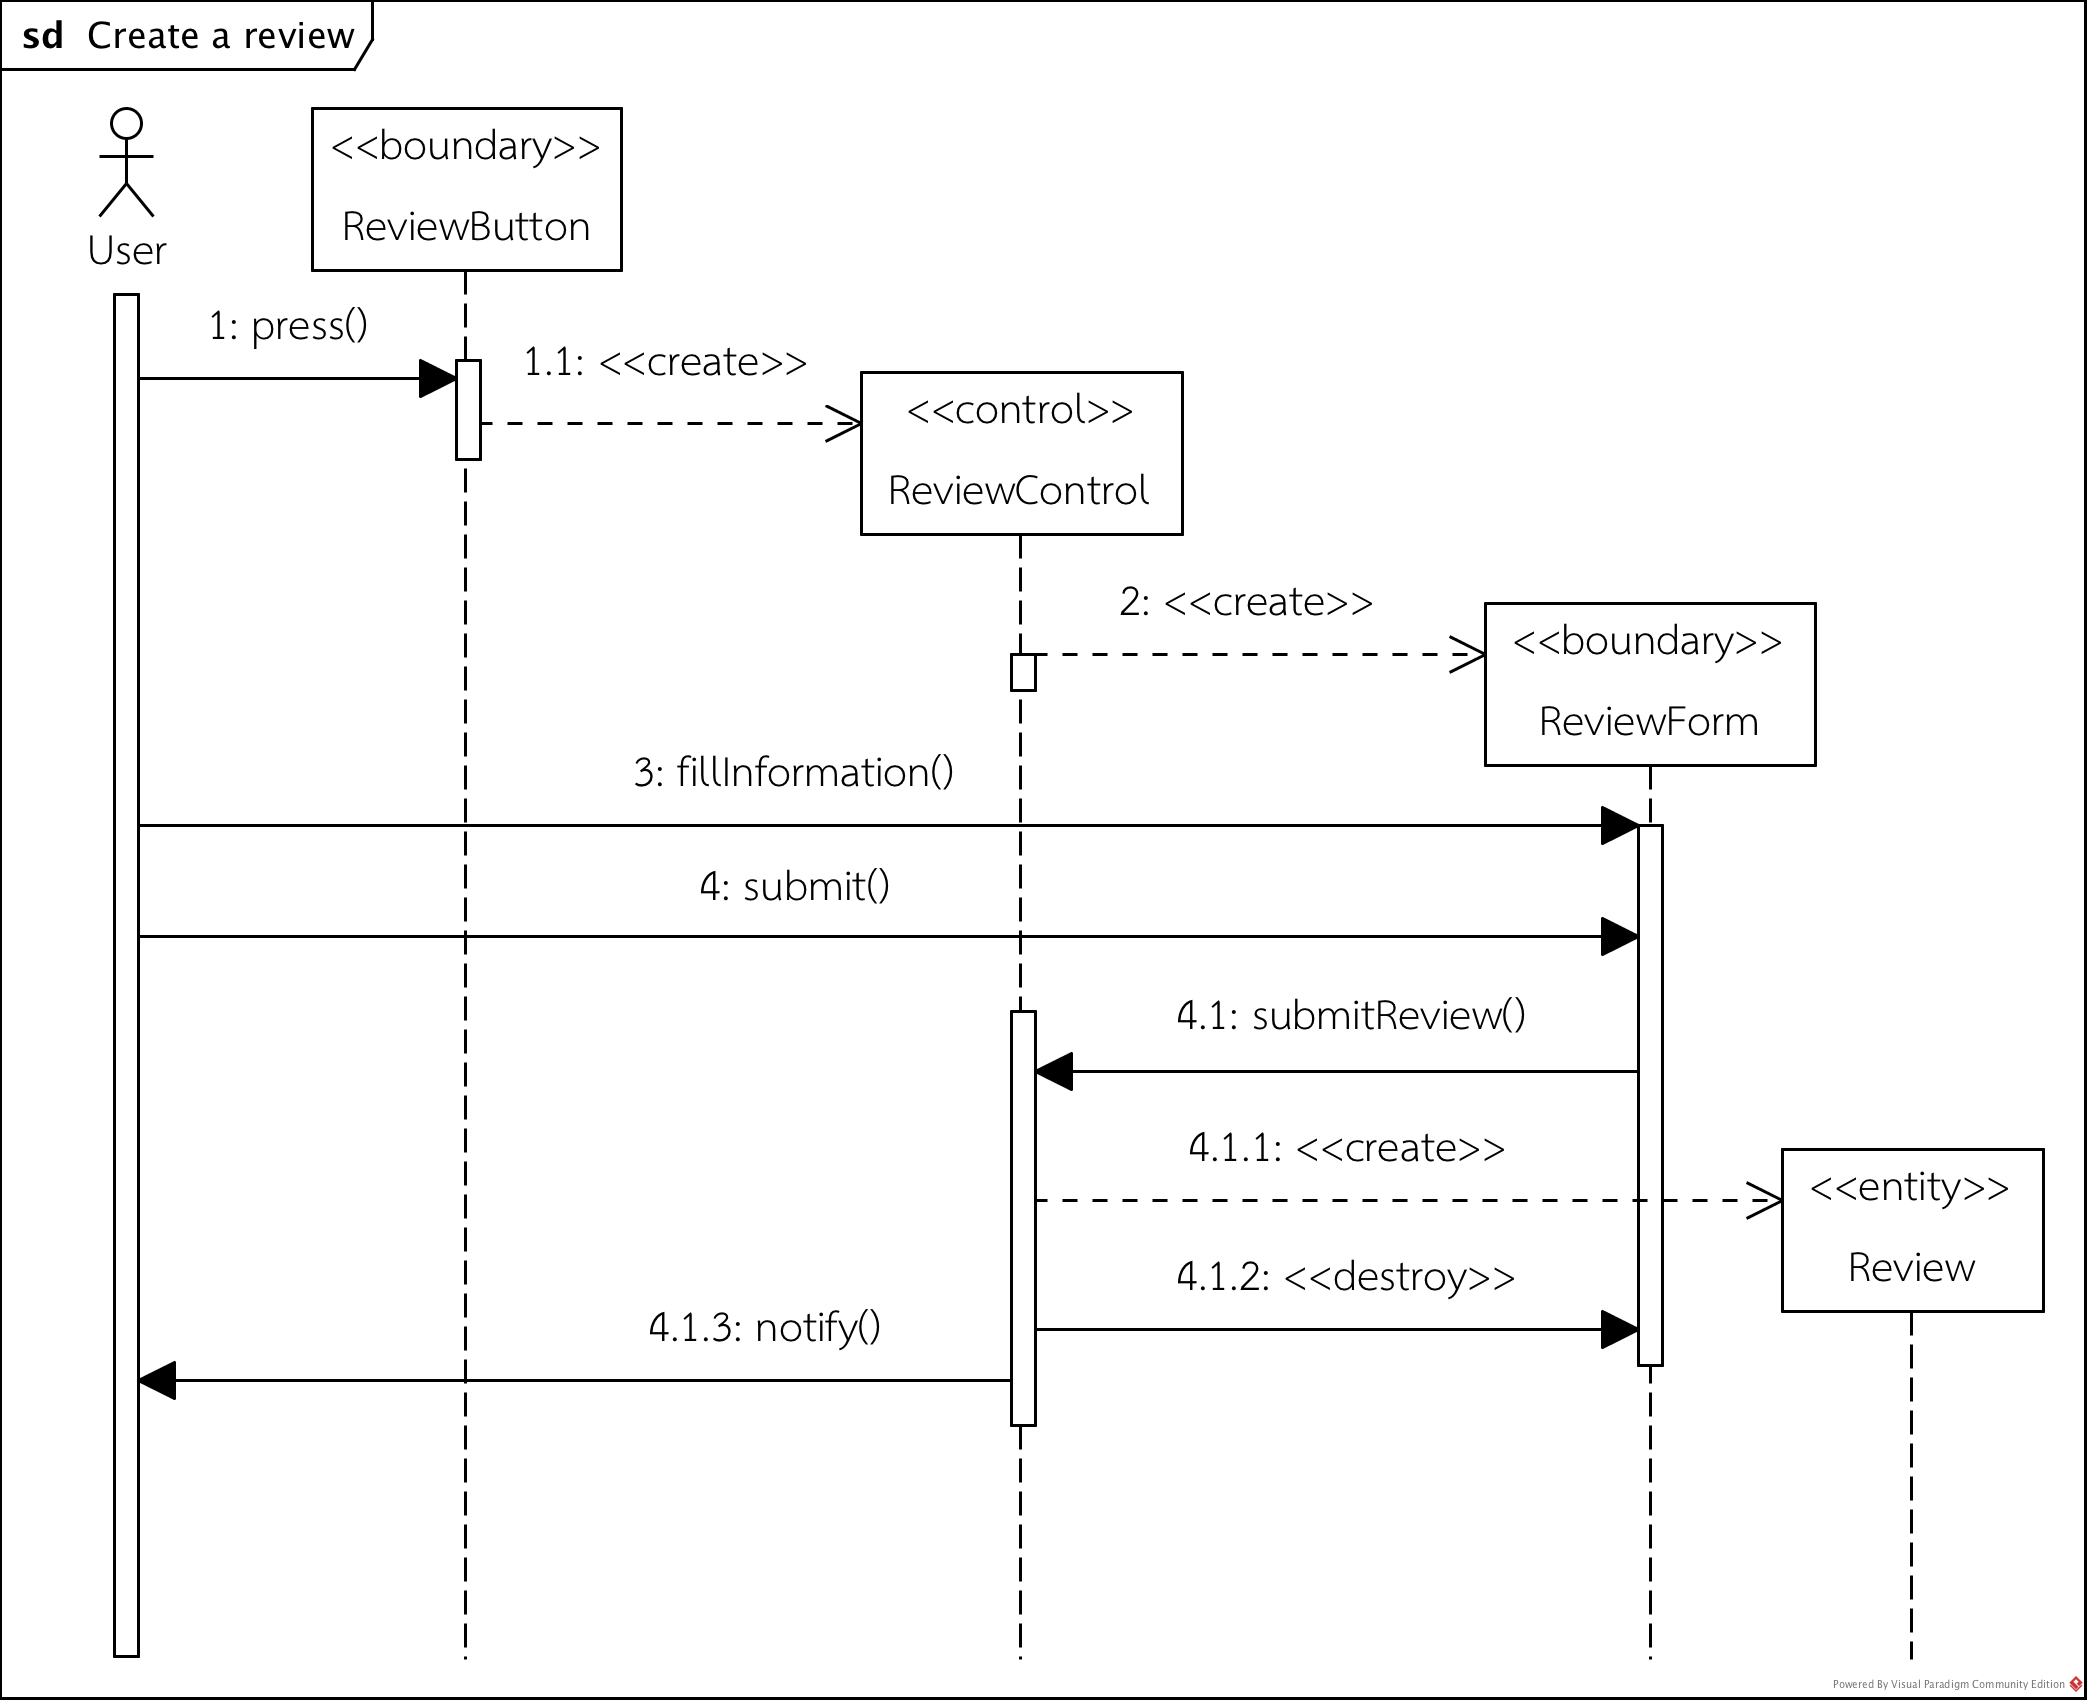 sd Create a review
User
<<boundary>>
ReviewButton
1: press()
1.1: <<create>>
<<control>>
ReviewControl
2: <<create>>
<<boundary>>
ReviewForm
3: fillInformation()
4: submit()
4.1: submitReview()
4.1.1: <<create>>
<<entity>>
Review
4.1.2: <<destroy>>
4.1.3: notify()
Powered By Visual Paradigm Community Edition